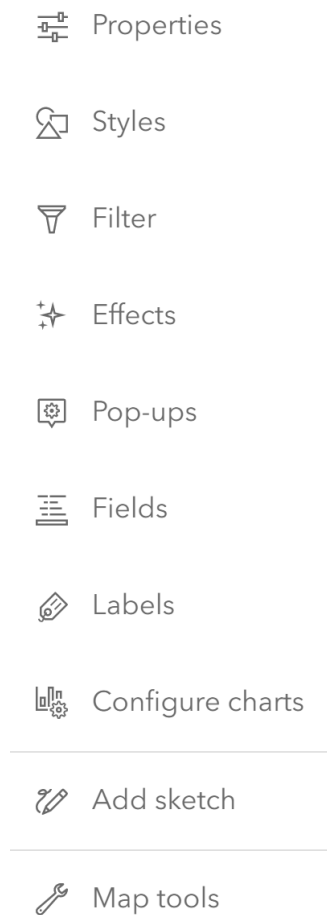 Properties
Styles
Filter
Effects
Pop-ups
Fields
Labels
Configure charts
Add sketch
Map tools